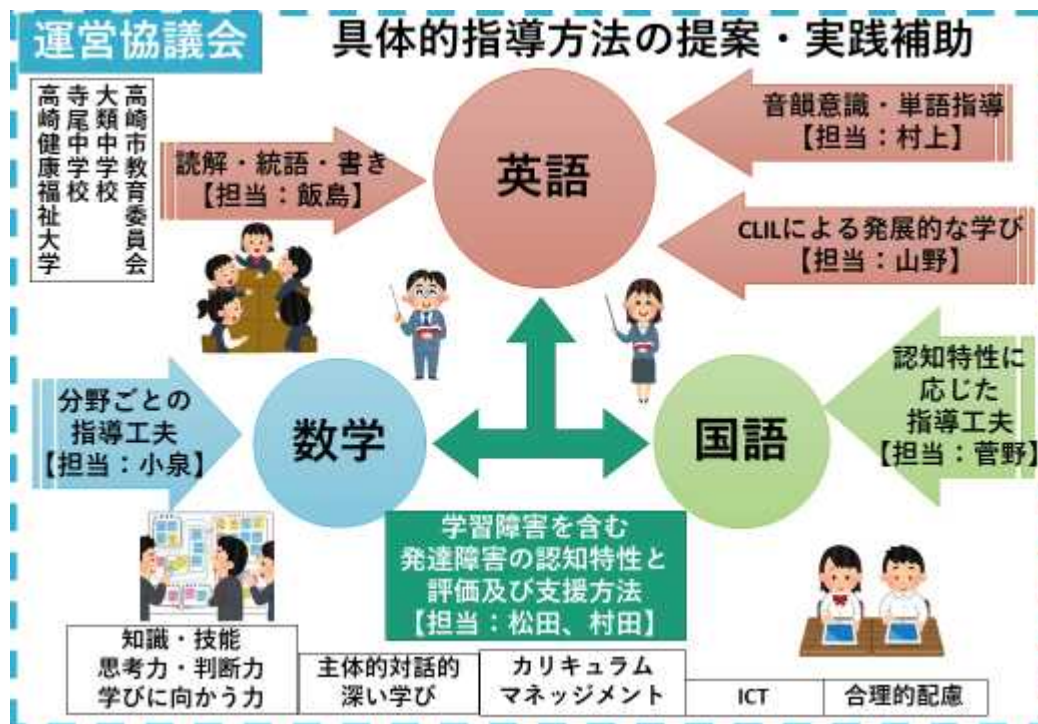 運営協議会
具体的指導方法の提案・実践補助
高崎市教育委員会
大類中学校
寺尾中学校
高崎健康福祉大学
読解・統語・書き
【担当：飯島】
英語
音韻意識・単語指導
【担当：村上】
CLILによる発展的な学び
【担当：山野】
分野ごとの
指導工夫
【担当：小泉】
数学
国語
認知特性に
応じた
指導工夫
【担当：菅野】
学習障害を含む
発達障害の認知特性と
評価及び支援方法
【担当：松田、村田】
知識・技能
思考力・判断力
学びに向かう力
主体的対話的
深い学び
カリキュラム
マネッジメント
ICT
合理的配慮